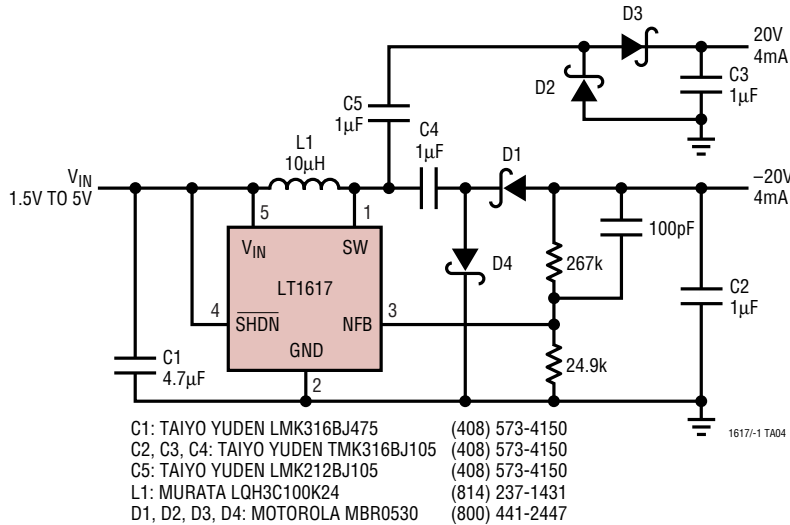 D3
20V
4mA
D2
C3
1µF
C5
1µF
C4
1µF
D1
L1
10µH
VIN
1.5V TO 5V
–20V
4mA
5
1
100pF
VIN
SW
D4
267k
LT1617
C2
1µF
4
SHDN
NFB
3
GND
24.9k
C1
4.7µF
2
C1: TAIYO YUDEN LMK316BJ475 (408) 573-4150
C2, C3, C4: TAIYO YUDEN TMK316BJ105 (408) 573-4150
C5: TAIYO YUDEN LMK212BJ105 (408) 573-4150
L1: MURATA LQH3C100K24 (814) 237-1431
D1, D2, D3, D4: MOTOROLA MBR0530 (800) 441-2447
1617/-1 TA04